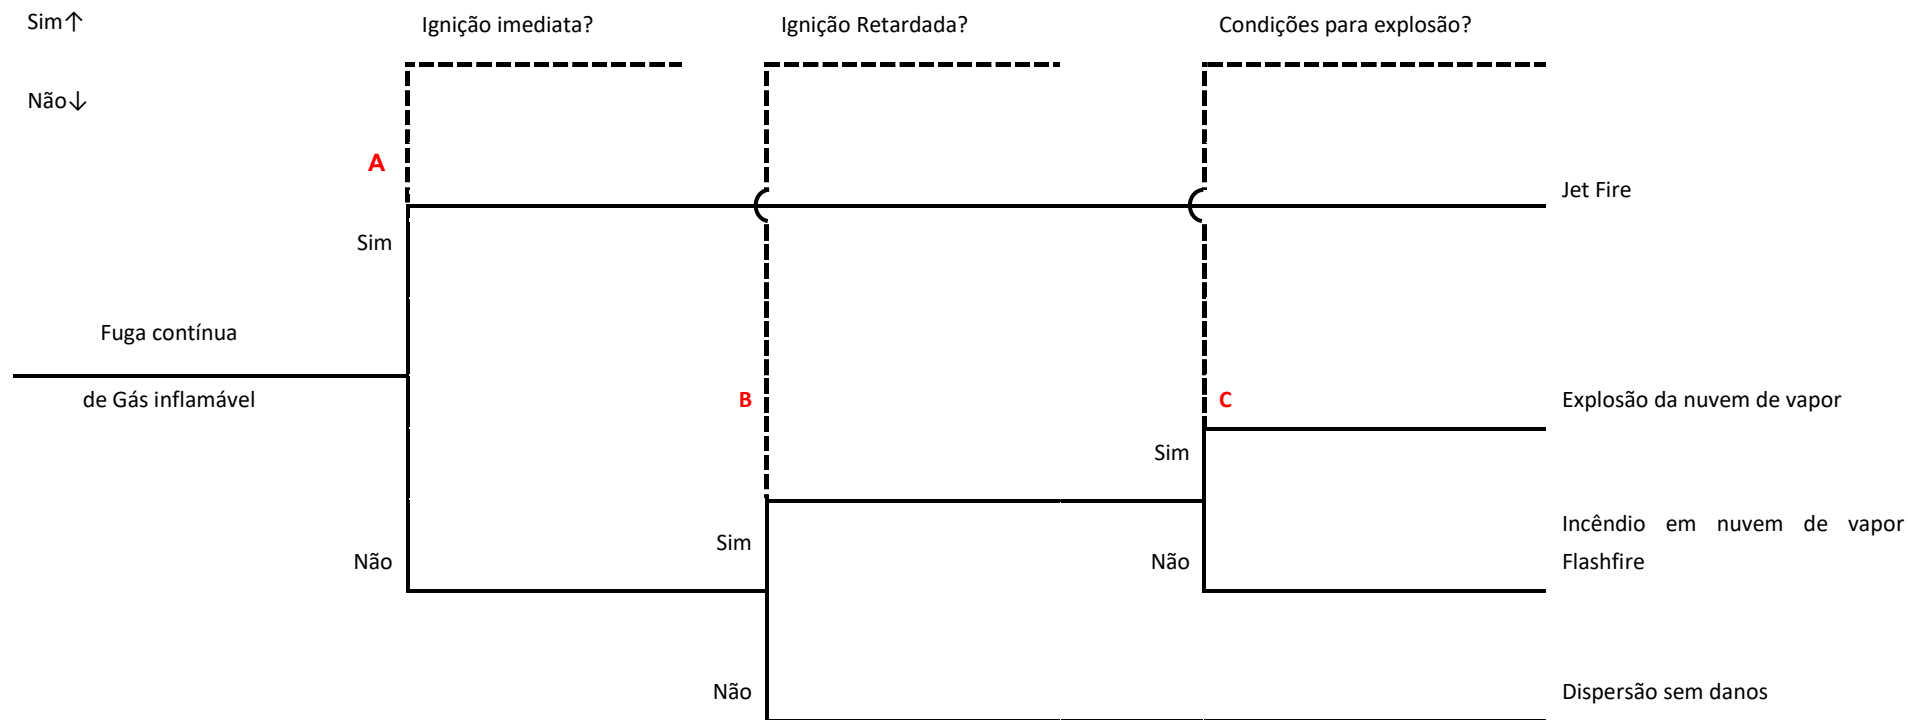 Sim↑
Ignição imediata?
Ignição Retardada?
Condições para explosão?
Não↓
A
Jet Fire
Sim
Fuga contínua
de Gás inflamável
B
C
Explosão da nuvem de vapor
Sim
Incêndio em nuvem de vapor
Flashfire
Sim
Não
Não
Não
Dispersão sem danos